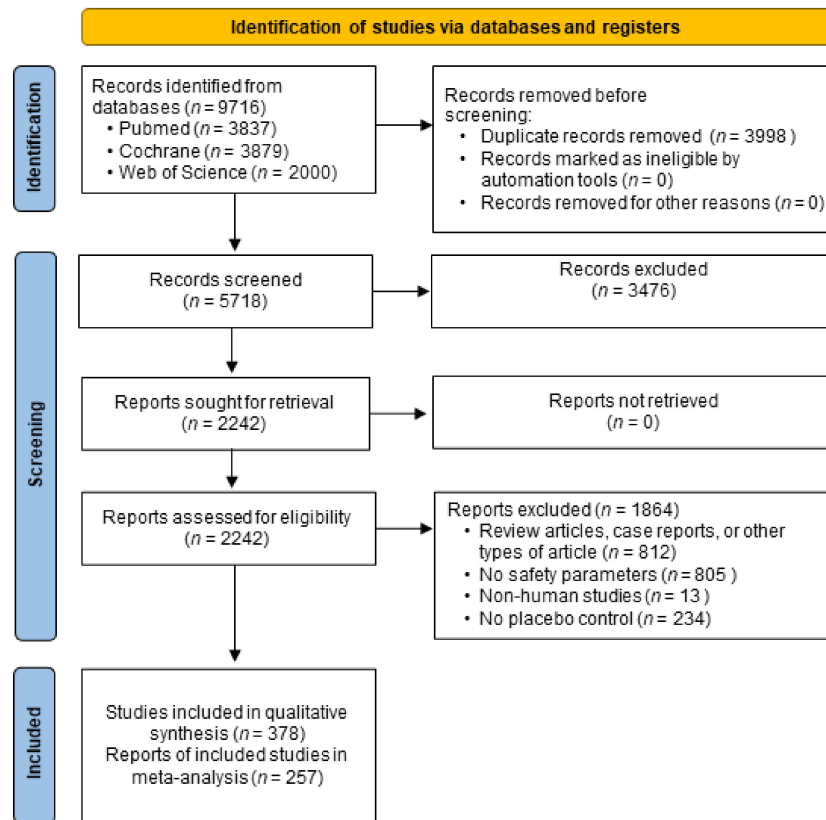 Identification of studies via databases and registers
Identification
Records identified from
databases (n = 9716)
• Pubmed (n = 3837)
• Cochrane (n = 3879)
• Web of Science (n = 2000)
Records removed before
screening:
• Duplicate records removed (n = 3998 )
• Records marked as ineligible by
automation tools (n = 0)
• Records removed for other reasons (n = 0)
Screening
Records screened
(n = 5718)
Records excluded
(n = 3476)
Reports sought for retrieval
(n = 2242)
Reports not retrieved
(n = 0)
Reports assessed for eligibility
(n = 2242)
Reports excluded (n = 1864)
• Review articles, case reports, or other
types of article (n = 812)
• No safety parameters (n = 805 )
• Non-human studies (n = 13 )
• No placebo control (n = 234)
Included
Studies included in qualitative
synthesis (n = 378)
Reports of included studies in
meta-analysis (n = 257)